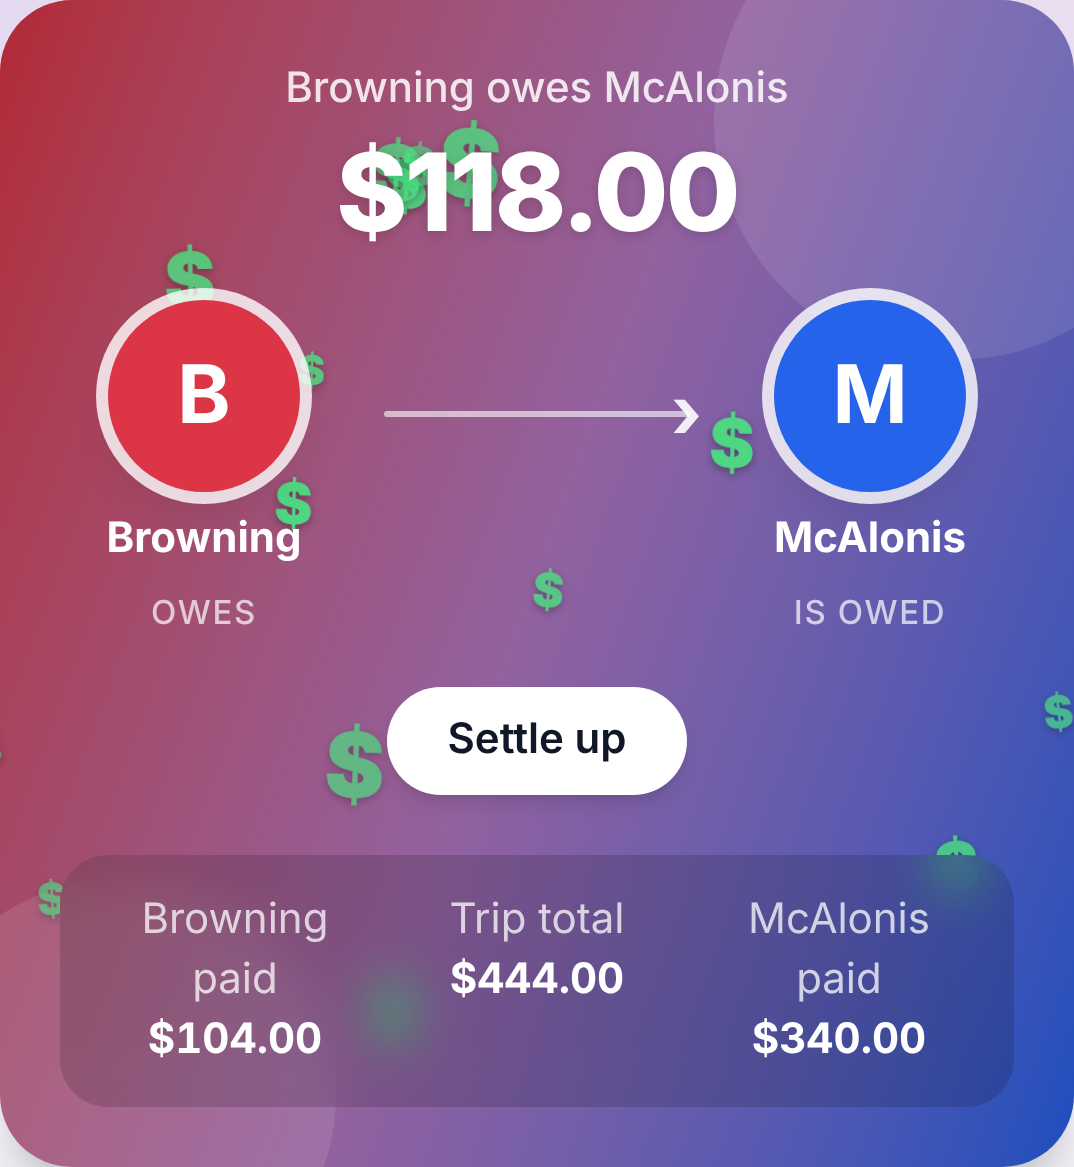 Browning owes McAlonis
$118.00
B
M
Browning
McAlonis
OWES
IS OWED
Settle up
Browning paid
$104.00
Trip total
$444.00
McAlonis paid
$340.00